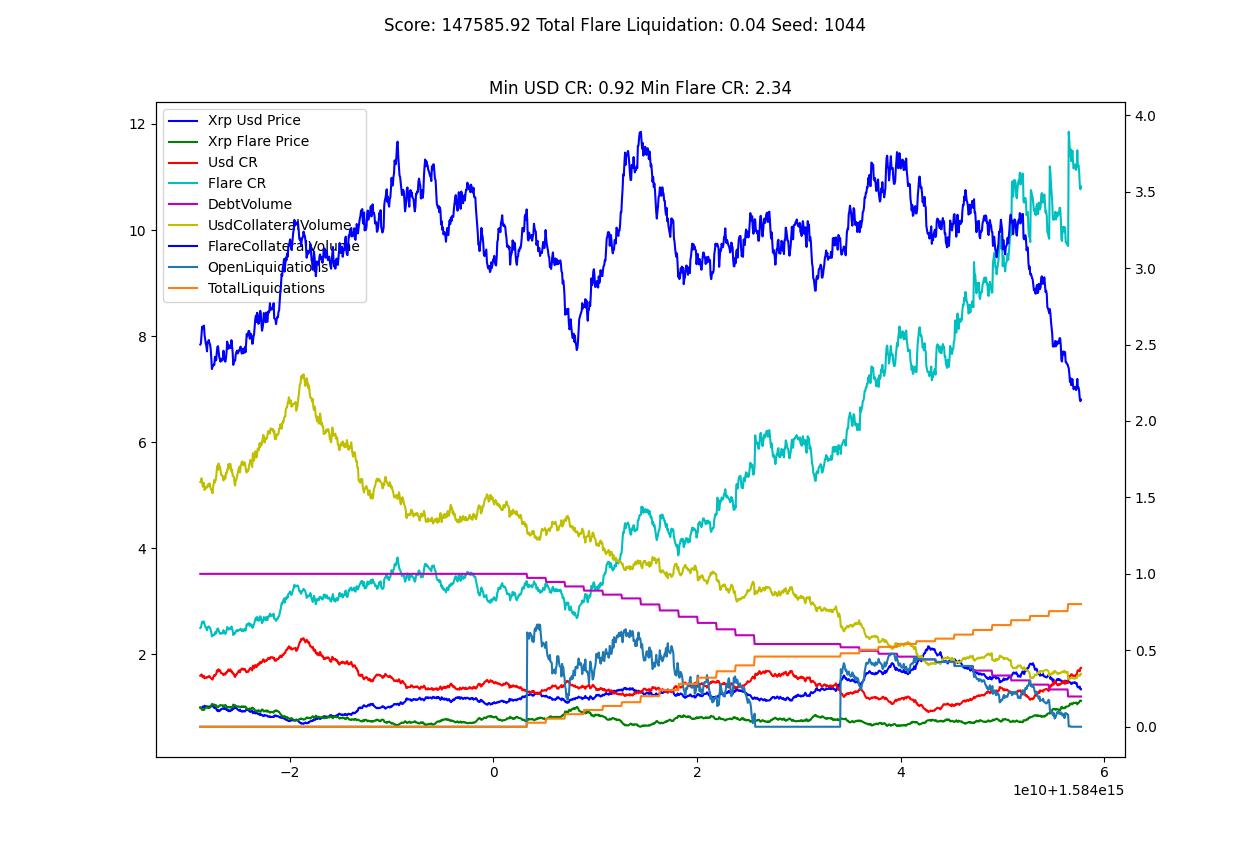 Score: 147585.92 Total Flare Liquidation: 0.04 Seed: 1044
Min USD CR: 0.92 Min Flare CR: 2.34
Xrp Usd Price
Xrp Flare Price
Usd CR
Flare CR
DebtVolume
UsdCollateralVolume
FlareCollateralVolume
OpenLiquidations
TotalLiquidations
12
10
8
6
4
2
4.0
3.5
3.0
2.5
2.0
1.5
1.0
0.5
0.0
−2
0
2
4
6
1e10+1.584e15